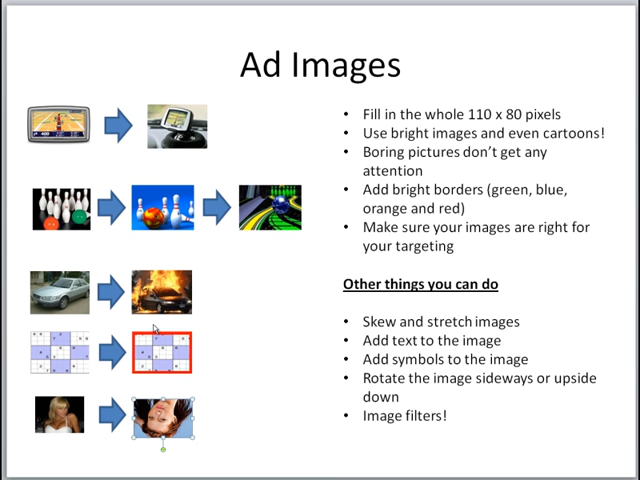 Ad Images
• Fill in the whole 110 x 80 pixels
• Use bright images and even cartoons!
• Boring pictures don't get any
attention
• Add bright borders (green, blue,
orange and red)
• Make sure your images are right for
your targeting
Other things you can do
• Skew and stretch images
• Add text to the image
• Add symbols to the image
• Rotate the image sideways or upside
down
• Image filters!